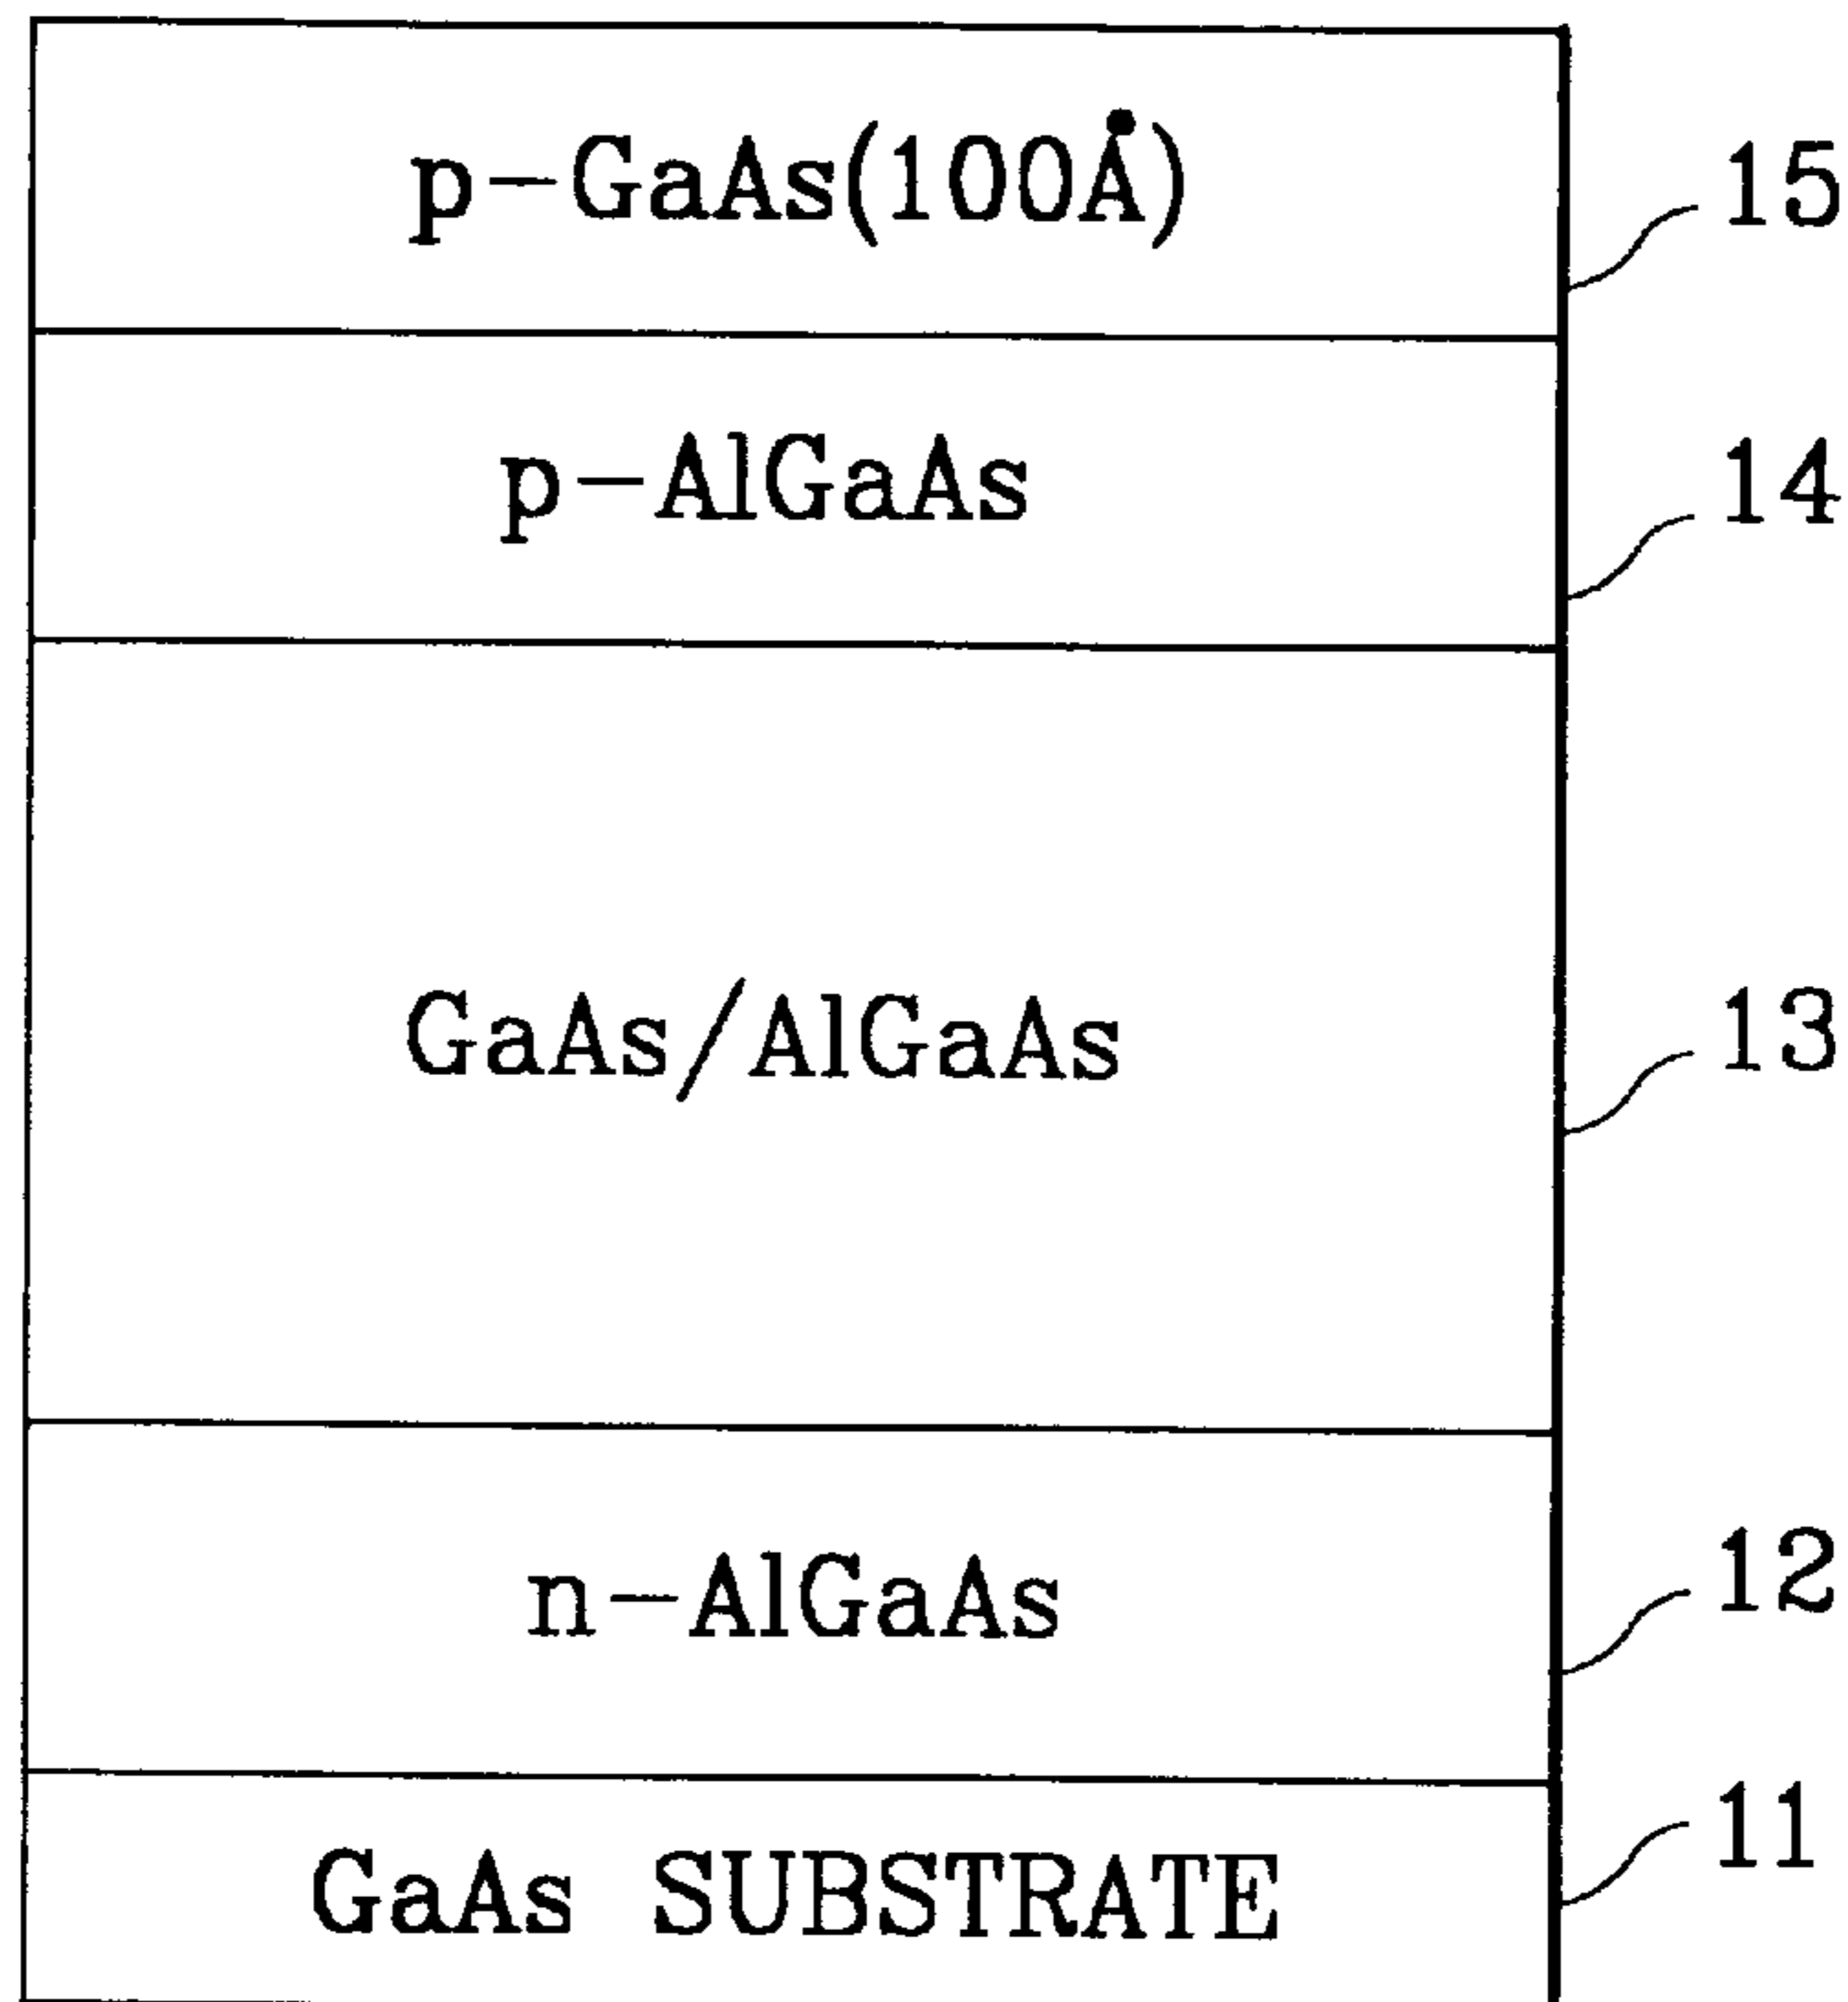 p-GaAs(100Å)
15
p-AlGaAs
14
GaAs/AlGaAs
13
n-AlGaAs
12
GaAs SUBSTRATE
11